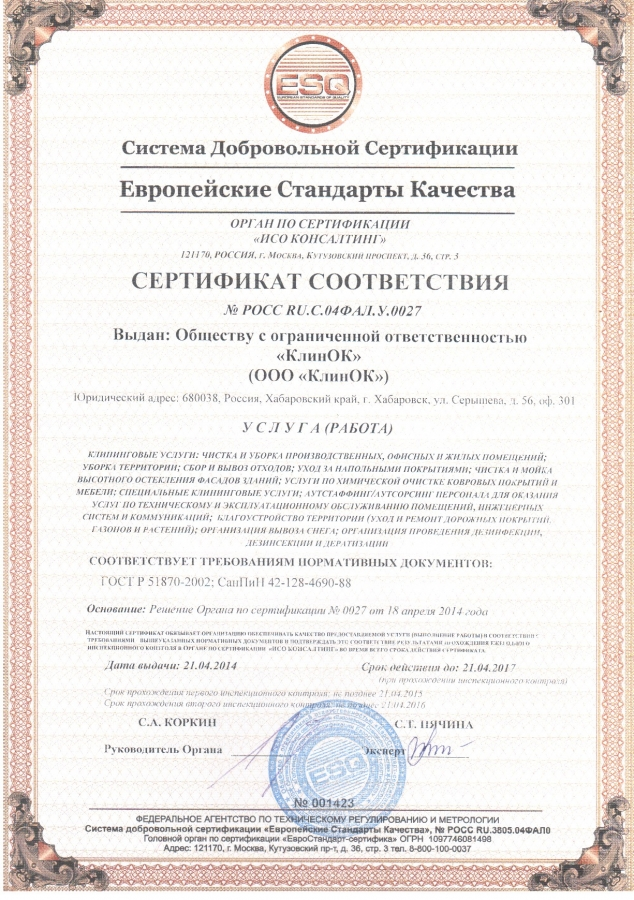 ESQ
EUROPEAN STANDARDS OF QUALITY
Система Добровольной Сертификации
Европейские Стандарты Качества
ОРГАН ПО СЕРТИФИКАЦИИ
«ИСО КОНСАЛТИНГ»
121170, РОССИЯ, г. Москва, Кутузовский проспект, д. 36, стр. 3
СЕРТИФИКАТ СООТВЕТСТВИЯ
№ РОСС RU.С.04ФАЛ.У.0027
Выдан: Обществу с ограниченной ответственностью
«КлинОК»
(ООО «КлинОК»)
Юридический адрес: 680038, Россия, Хабаровский край, г. Хабаровск, ул. Серышева, д. 56, оф. 301
УСЛУГА (РАБОТА)
КЛИНИНГОВЫЕ УСЛУГИ: ЧИСТКА И УБОРКА ПРОИЗВОДСТВЕННЫХ, ОФИСНЫХ И ЖИЛЫХ ПОМЕЩЕНИЙ;
УБОРКА ТЕРРИТОРИИ; СБОР И ВЫВОЗ ОТХОДОВ; УХОД ЗА НАПОЛЬНЫМИ ПОКРЫТИЯМИ; ЧИСТКА И МОЙКА
ВЫСОТНОГО ОСТЕКЛЕНИЯ ФАСАДОВ ЗДАНИЙ; УСЛУГИ ПО ХИМИЧЕСКОЙ ОЧИСТКЕ КОВРОВЫХ ПОКРЫТИЙ И
МЕБЕЛИ; СПЕЦИАЛЬНЫЕ КЛИНИНГОВЫЕ УСЛУГИ; АУТСТАФФИНГ/АУТСОРСИНГ ПЕРСОНАЛА ДЛЯ ОКАЗАНИЯ
УСЛУГ ПО ТЕХНИЧЕСКОМУ И ЭКСПЛУАТАЦИОННОМУ ОБСЛУЖИВАНИЮ ПОМЕЩЕНИЙ, ИНЖЕНЕРНЫХ
СИСТЕМ И КОММУНИКАЦИЙ; БЛАГОУСТРОЙСТВО ТЕРРИТОРИИ (УХОД И РЕМОНТ ДОРОЖНЫХ ПОКРЫТИЙ,
ГАЗОНОВ И РАСТЕНИЙ); ОРГАНИЗАЦИЯ ВЫВОЗА СНЕГА; ОРГАНИЗАЦИЯ ПРОВЕДЕНИЯ ДЕЗИНФЕКЦИИ,
ДЕЗИНСЕКЦИИ И ДЕРАТИЗАЦИИ
СООТВЕТСТВУЕТ ТРЕБОВАНИЯМ НОРМАТИВНЫХ ДОКУМЕНТОВ:
ГОСТ Р 51870-2002; СанПиН 42-128-4690-88
Основание: Решение Органа по сертификации № 0027 от 18 апреля 2014 года
Настоящий сертификат обязывает организацию обеспечивать качество предоставляемой услуги (выполнение работы) в соответствии с
требованиями вышеуказанных нормативных документов и подтверждать это соответствие результатами прохождения ежегодного
инспекционного контроля в Органе по сертификации «ИСО КОНСАЛТИНГ» во время всего срока действия сертификата.
Дата выдачи: 21.04.2014
Срок действия до: 21.04.2017
(при прохождении инспекционного контроля)
Срок прохождения первого инспекционного контроля: не позднее 21.04.2015
Срок прохождения второго инспекционного контроля: не позднее 21.04.2016
С.А. КОРКИН
С.Т. ПЯЧИНА
Руководитель Органа
Эксперт
ESQ
№ 001423
ФЕДЕРАЛЬНОЕ АГЕНТСТВО ПО ТЕХНИЧЕСКОМУ РЕГУЛИРОВАНИЮ И МЕТРОЛОГИИ
Система добровольной сертификации «Европейские Стандарты Качества», № РОСС RU.3805.04ФАЛ0
Головной орган по сертификации «ЕвроСтандарт-сертифика» ОГРН 1097746081498
Адрес: 121170, г. Москва, Кутузовский пр-т, д. 36, стр. 3 тел. 8-800-100-0037